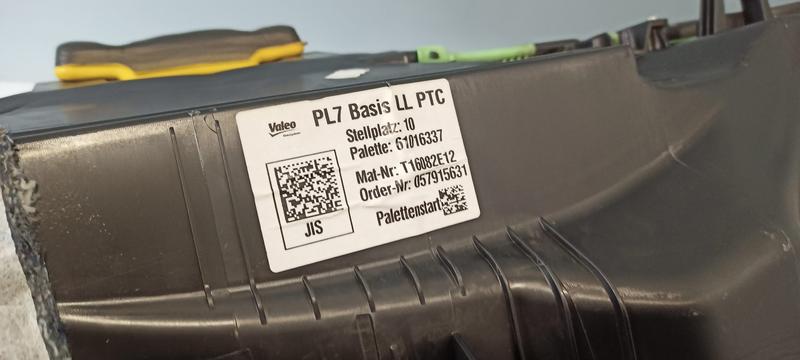 Valeo
PL7 Basis LL PTC
Stellplatz: 10
Palette: 61016337
Mat-Nr: T16082E12
Order-Nr: 057915631
Palettenstart
JIS